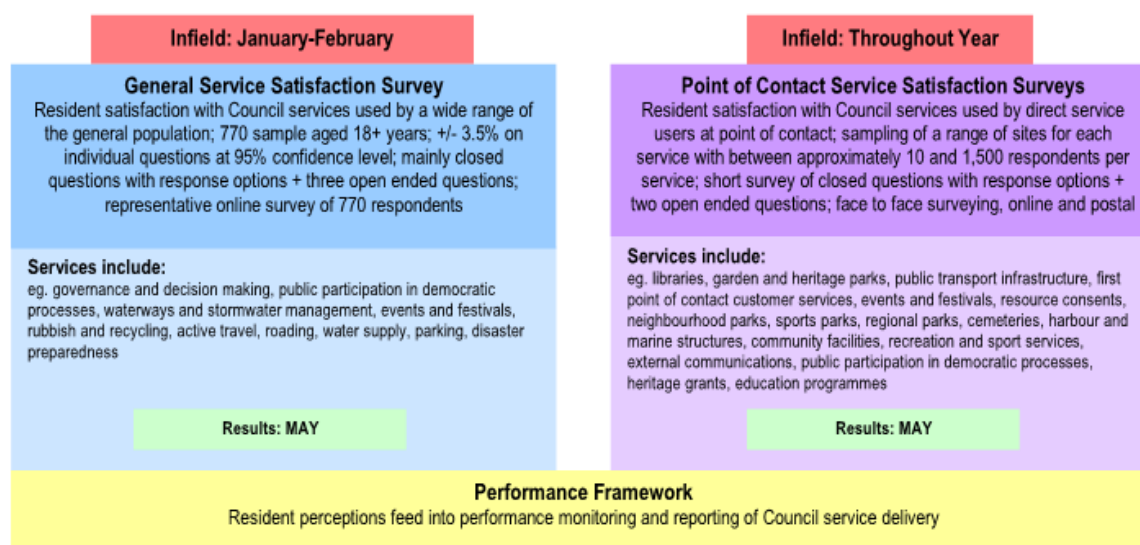 Infield: January-February
General Service Satisfaction Survey
Resident satisfaction with Council services used by a wide range of
the general population; 770 sample aged 18+ years; +/- 3.5% on
individual questions at 95% confidence level; mainly closed
questions with response options + three open ended questions;
representative online survey of 770 respondents
Services include:
eg. governance and decision making, public participation in democratic
processes, waterways and stormwater management, events and festivals,
rubbish and recycling, active travel, roading, water supply, parking, disaster
preparedness
Results: MAY
Infield: Throughout Year
Point of Contact Service Satisfaction Surveys
Resident satisfaction with Council services used by direct service
users at point of contact; sampling of a range of sites for each
service with between approximately 10 and 1,500 respondents per
service; short survey of closed questions with response options +
two open ended questions; face to face surveying, online and postal
Services include:
eg. libraries, garden and heritage parks, public transport infrastructure, first
point of contact customer services, events and festivals, resource consents,
neighbourhood parks, sports parks, regional parks, cemeteries, harbour and
marine structures, community facilities, recreation and sport services,
external communications, public participation in democratic processes,
heritage grants, education programmes
Results: MAY
Performance Framework
Resident perceptions feed into performance monitoring and reporting of Council service delivery